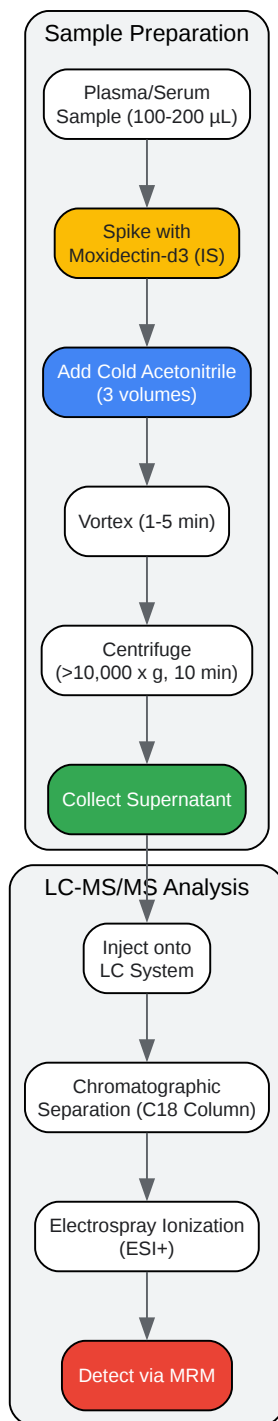 Sample Preparation
Plasma/Serum
Sample (100-200 µL)
Spike with
Moxidectin-d3 (IS)
Add Cold Acetonitrile
(3 volumes)
Vortex (1-5 min)
Centrifuge
(>10,000 x g, 10 min)
Collect Supernatant
LC-MS/MS Analysis
Inject onto
LC System
Chromatographic
Separation (C18 Column)
Electrospray Ionization
(ESI+)
Detect via MRM